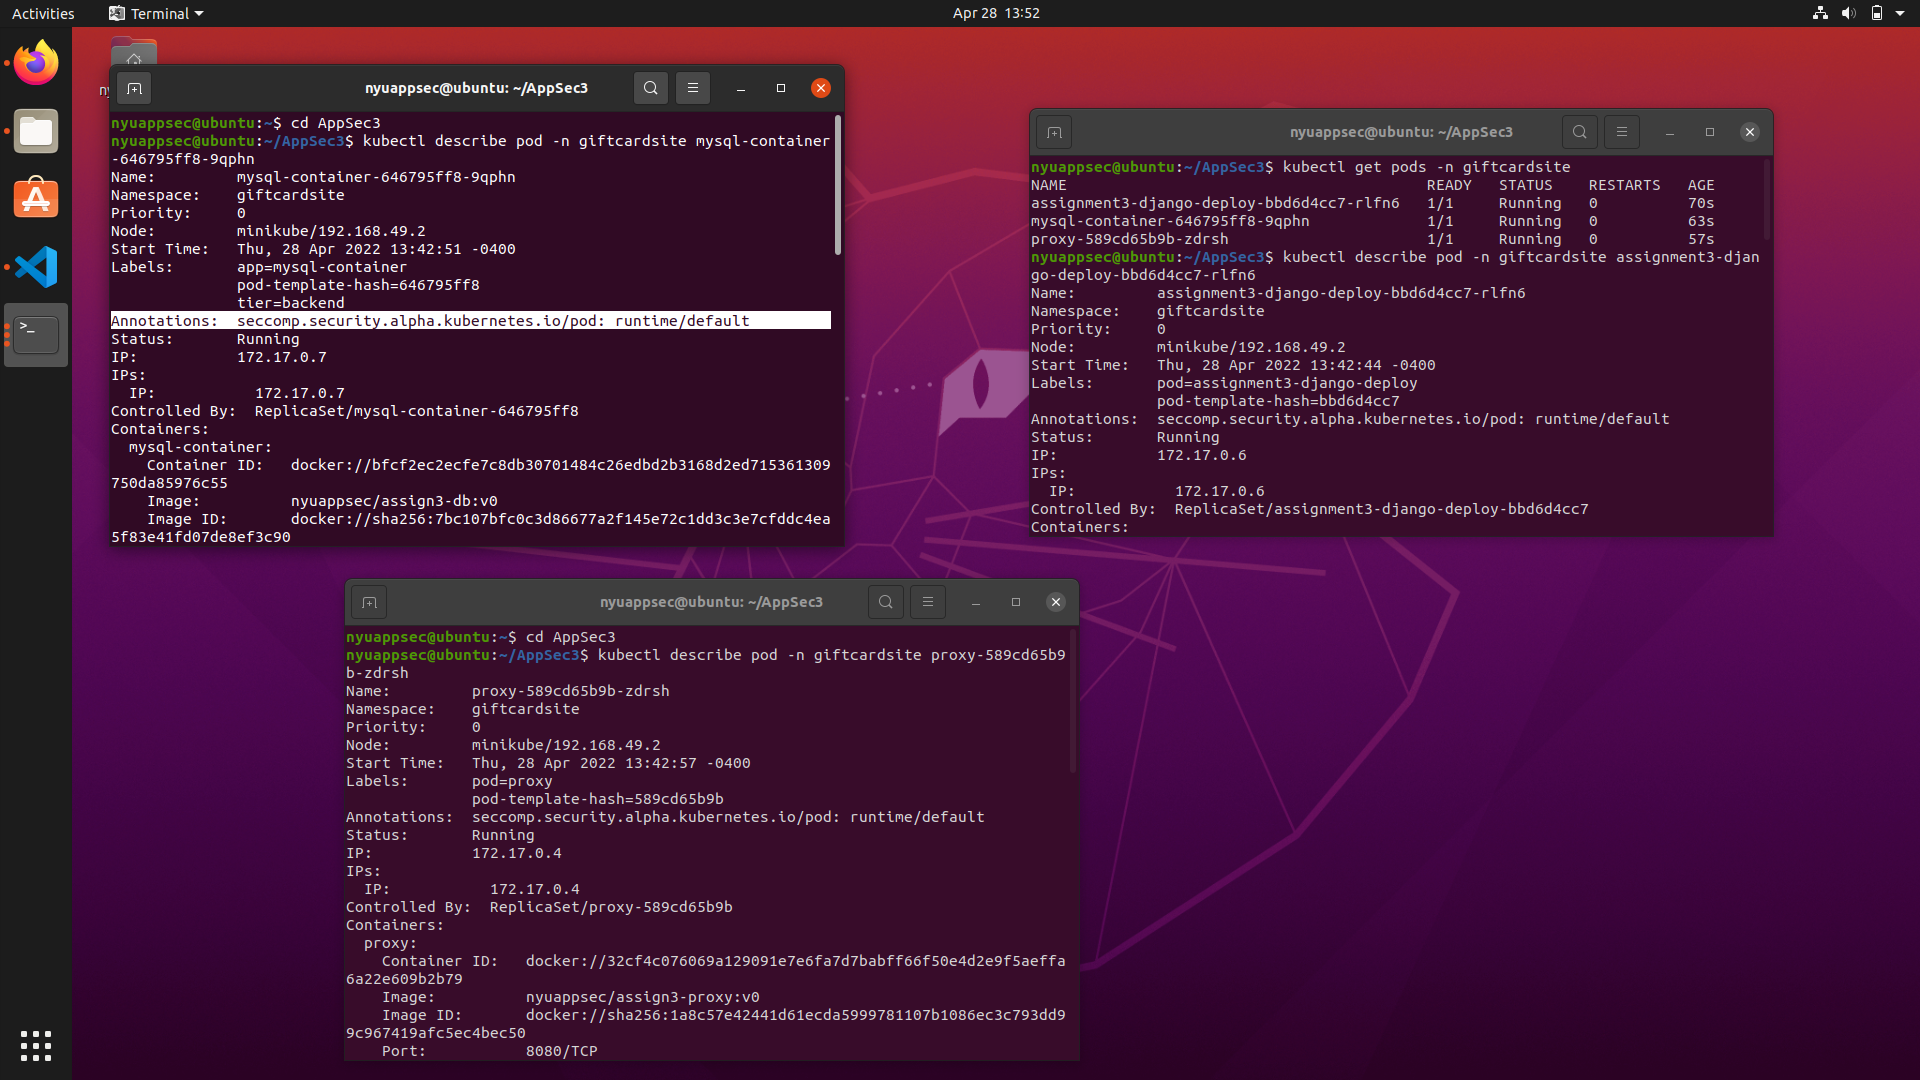 Activities
Terminal
Apr 28 13:52
nyuappsec@ubuntu: ~/AppSec3
nyuappsec@ubuntu:~$ cd AppSec3
nyuappsec@ubuntu:~/AppSec3$ kubectl describe pod -n giftcardsite mysql-container
-646795ff8-9qphn
Name:         mysql-container-646795ff8-9qphn
Namespace:    giftcardsite
Priority:     0
Node:         minikube/192.168.49.2
Start Time:   Thu, 28 Apr 2022 13:42:51 -0400
Labels:       app=mysql-container
              pod-template-hash=646795ff8
              tier=backend
Annotations:  seccomp.security.alpha.kubernetes.io/pod: runtime/default
Status:       Running
IP:           172.17.0.7
IPs:
  IP:           172.17.0.7
Controlled By:  ReplicaSet/mysql-container-646795ff8
Containers:
  mysql-container:
    Container ID:   docker://bfcf2ec2ecfe7c8db30701484c26edbd2b3168d2ed715361309
750da85976c55
    Image:          nyuappsec/assign3-db:v0
    Image ID:       docker://sha256:7bc107bfc0c3d86677a2f145e72c1dd3c3e7cfddc4ea
5f83e41fd07de8ef3c90
nyuappsec@ubuntu: ~/AppSec3
nyuappsec@ubuntu:~/AppSec3$ kubectl get pods -n giftcardsite
NAME                                        READY   STATUS    RESTARTS   AGE
assignment3-django-deploy-bbd6d4cc7-rlfn6   1/1     Running   0          70s
mysql-container-646795ff8-9qphn             1/1     Running   0          63s
proxy-589cd65b9b-zdrsh                      1/1     Running   0          57s
nyuappsec@ubuntu:~/AppSec3$ kubectl describe pod -n giftcardsite assignment3-djan
go-deploy-bbd6d4cc7-rlfn6
Name:         assignment3-django-deploy-bbd6d4cc7-rlfn6
Namespace:    giftcardsite
Priority:     0
Node:         minikube/192.168.49.2
Start Time:   Thu, 28 Apr 2022 13:42:44 -0400
Labels:       pod=assignment3-django-deploy
              pod-template-hash=bbd6d4cc7
Annotations:  seccomp.security.alpha.kubernetes.io/pod: runtime/default
Status:       Running
IP:           172.17.0.6
IPs:
  IP:           172.17.0.6
Controlled By:  ReplicaSet/assignment3-django-deploy-bbd6d4cc7
Containers:
nyuappsec@ubuntu: ~/AppSec3
nyuappsec@ubuntu:~$ cd AppSec3
nyuappsec@ubuntu:~/AppSec3$ kubectl describe pod -n giftcardsite proxy-589cd65b9
b-zdrsh
Name:         proxy-589cd65b9b-zdrsh
Namespace:    giftcardsite
Priority:     0
Node:         minikube/192.168.49.2
Start Time:   Thu, 28 Apr 2022 13:42:57 -0400
Labels:       pod=proxy
              pod-template-hash=589cd65b9b
Annotations:  seccomp.security.alpha.kubernetes.io/pod: runtime/default
Status:       Running
IP:           172.17.0.4
IPs:
  IP:           172.17.0.4
Controlled By:  ReplicaSet/proxy-589cd65b9b
Containers:
  proxy:
    Container ID:   docker://32cf4c076069a129091e7e6fa7d7babff66f50e4d2e9f5aeffa
6a22e609b2b79
    Image:          nyuappsec/assign3-proxy:v0
    Image ID:       docker://sha256:1a8c57e42441d61ecda5999781107b1086ec3c793dd9
9c967419afc5ec4bec50
    Port:           8080/TCP